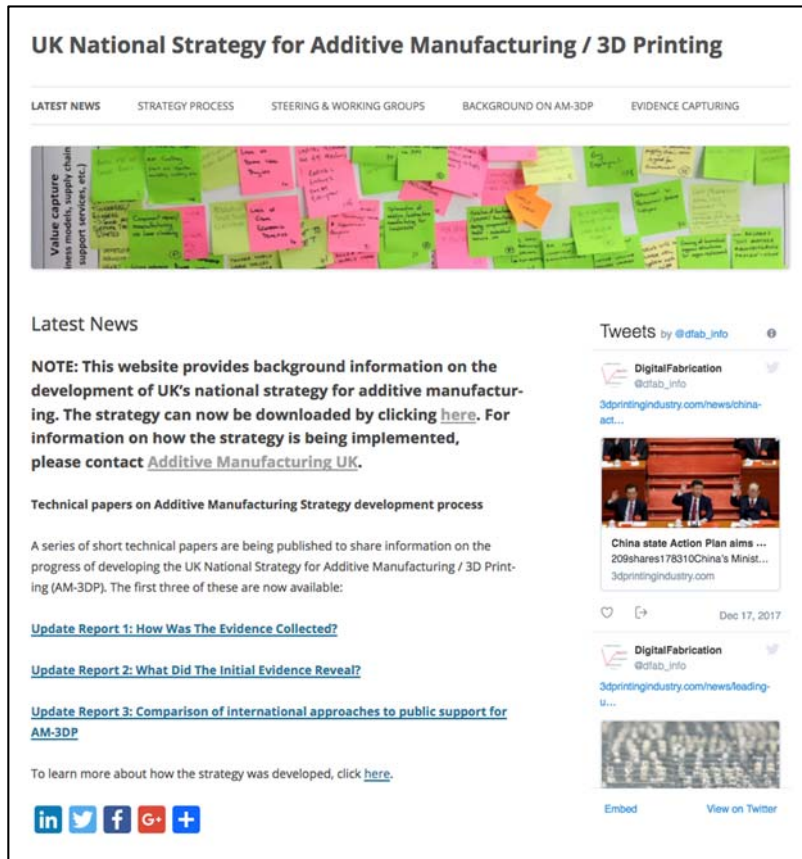 UK National Strategy for Additive Manufacturing / 3D Printing
LATEST NEWS STRATEGY PROCESS STEERING & WORKING GROUPS BACKGROUND ON AM-3DP EVIDENCE CAPTURING
Value capture
iness models, supply chain
support services, etc.)
Latest News
NOTE: This website provides background information on the
development of UK's national strategy for additive manufactur-
ing. The strategy can now be downloaded by clicking here. For
information on how the strategy is being implemented,
please contact Additive Manufacturing UK.
Technical papers on Additive Manufacturing Strategy development process
A series of short technical papers are being published to share information on the
progress of developing the UK National Strategy for Additive Manufacturing / 3D Print-
ing (AM-3DP). The first three of these are now available:
Update Report 1: How Was The Evidence Collected?
Update Report 2: What Did The Initial Evidence Reveal?
Update Report 3: Comparison of international approaches to public support for
AM-3DP
To learn more about how the strategy was developed, click here.
in f G+ +
Tweets by @dfab_info
DigitalFabrication
@dfab_info
3dprintingindustry.com/news/china-
act...
China state Action Plan aims ...
209shares178310China's Minist...
3dprintingindustry.com
Dec 17, 2017
DigitalFabrication
@dfab_info
3dprintingindustry.com/news/leading-
u...
Embed View on Twitter